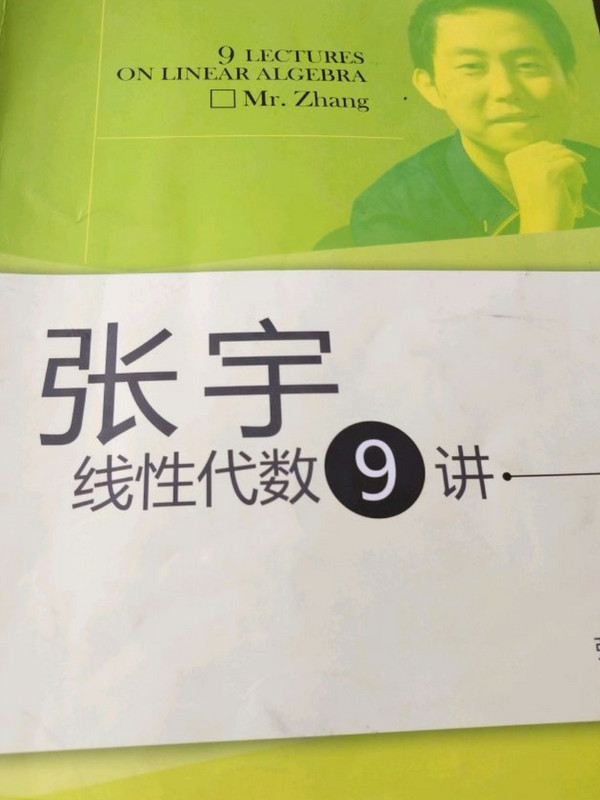 9 LECTURES
ON LINEAR ALGEBRA
Mr. Zhang
张宇
线性代数9讲